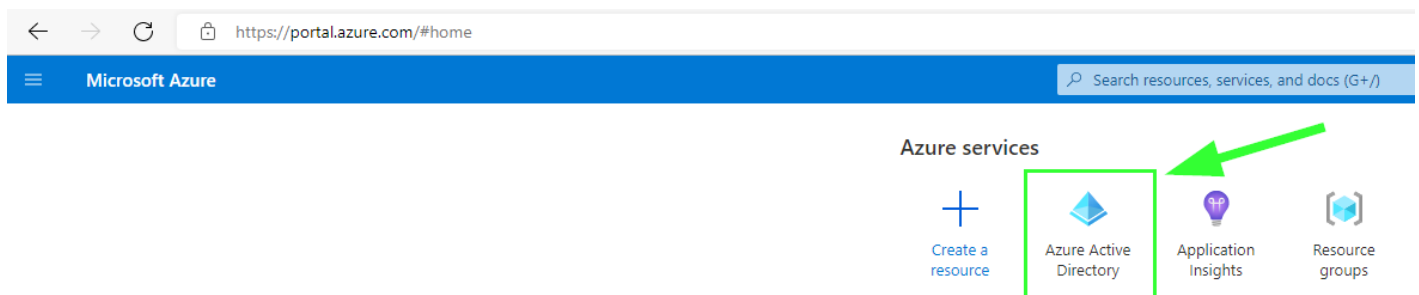 https://portal.azure.com/#home
Microsoft Azure
Search resources, services, and docs (G+/)
Azure services
Create a
resource
Azure Active
Directory
Application
Insights
Resource
groups